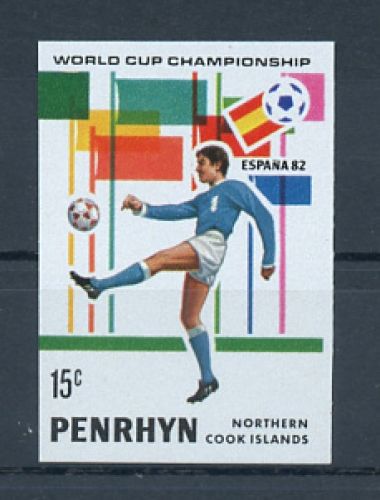 WORLD CUP CHAMPIONSHIP
ESPAÑA 82
15c
PENRHYN
NORTHERN
COOK ISLANDS